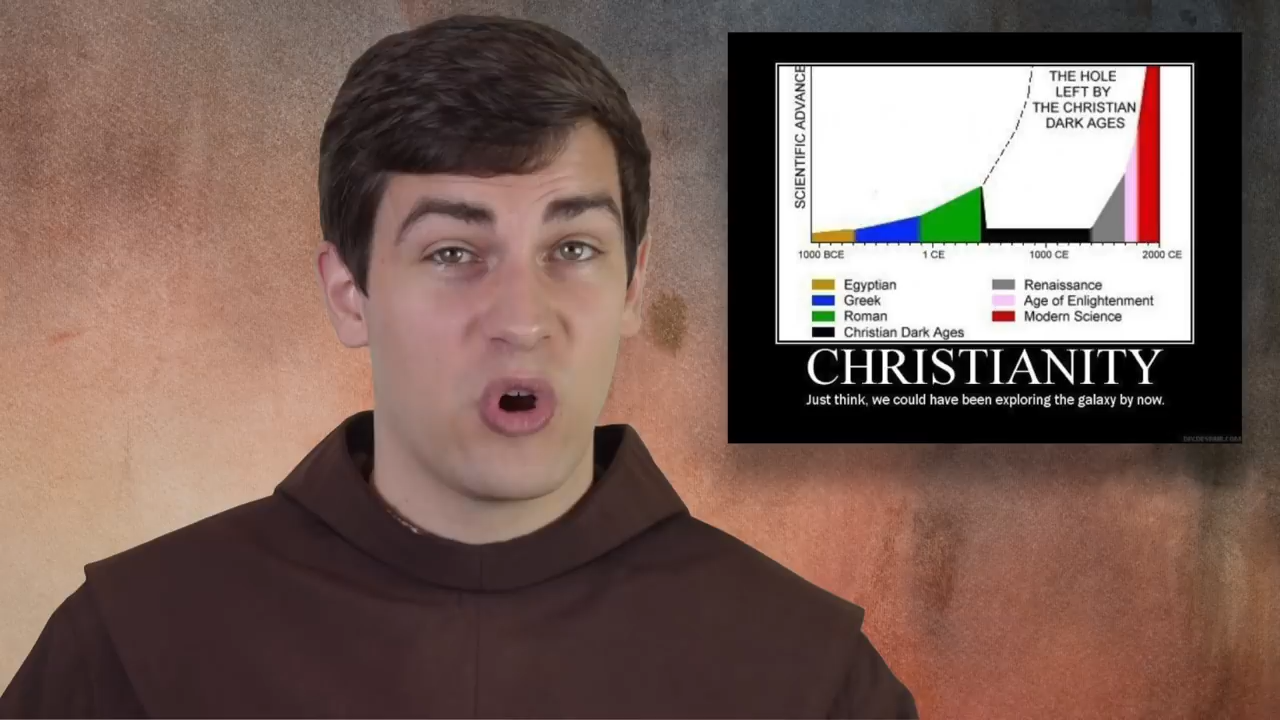 SCIENTIFIC ADVANCE
THE HOLE
LEFT BY
THE CHRISTIAN
DARK AGES
1000 BCE
1 CE
1000 CE
2000 CE
Egyptian
Greek
Roman
Christian Dark Ages
Renaissance
Age of Enlightenment
Modern Science
CHRISTIANITY
Just think, we could have been exploring the galaxy by now.